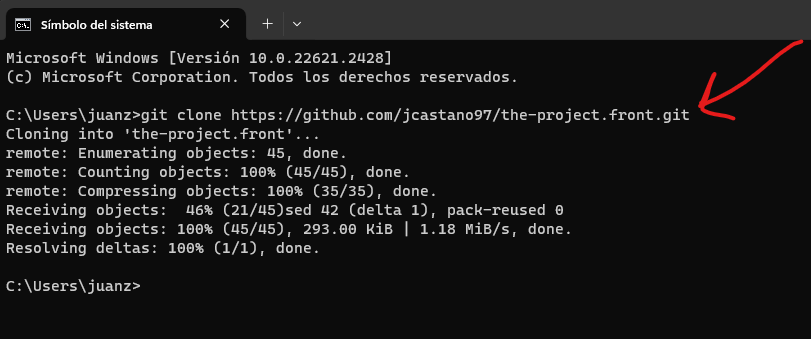 Símbolo del sistema
Microsoft Windows [Versión 10.0.22621.2428]
(c) Microsoft Corporation. Todos los derechos reservados.
C:\Users\juanz>git clone https://github.com/jcastano97/the-project.front.git
Cloning into 'the-project.front'...
remote: Enumerating objects: 45, done.
remote: Counting objects: 100% (45/45), done.
remote: Compressing objects: 100% (35/35), done.
Receiving objects:  46% (21/45)sed 42 (delta 1), pack-reused 0
Receiving objects: 100% (45/45), 293.00 KiB | 1.18 MiB/s, done.
Resolving deltas: 100% (1/1), done.
C:\Users\juanz>